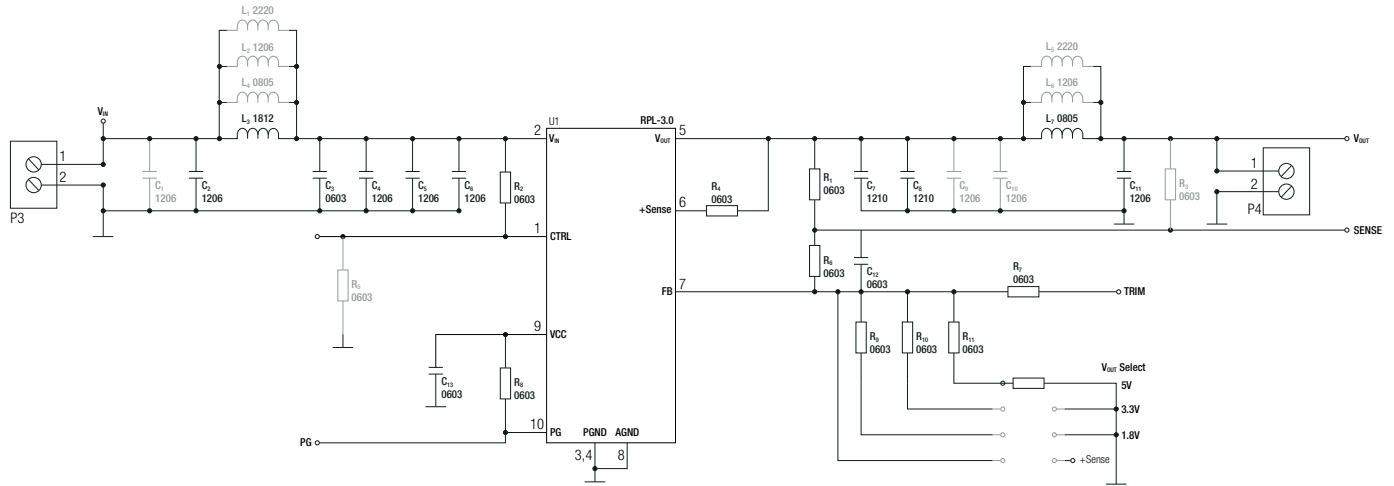 L₁ 2220
L₂ 1206
L₄ 0805
L₃ 1812
V_IN
1
2
P3
C₁
1206
C₂
1206
C₃
0603
C₄
1206
C₅
1206
C₆
1206
R₂
0603
R₅
0603
C₁₃
0603
R₈
0603
PG
U1
RPL-3.0
2
V_IN
1
CTRL
9
VCC
10
PG
PGND
AGND
3,4
8
V_OUT
5
+Sense
6
FB
7
R₄
0603
R₁
0603
R₆
0603
C₇
1210
C₈
1210
C₉
1206
C₁₀
1206
L₅ 2220
L₆ 1206
L₇ 0805
C₁₁
1206
R₃
0603
V_OUT
1
2
P4
SENSE
C₁₂
0603
R₇
0603
TRIM
R₉
0603
R₁₀
0603
R₁₁
0603
V_OUT Select
5V
3.3V
1.8V
+Sense